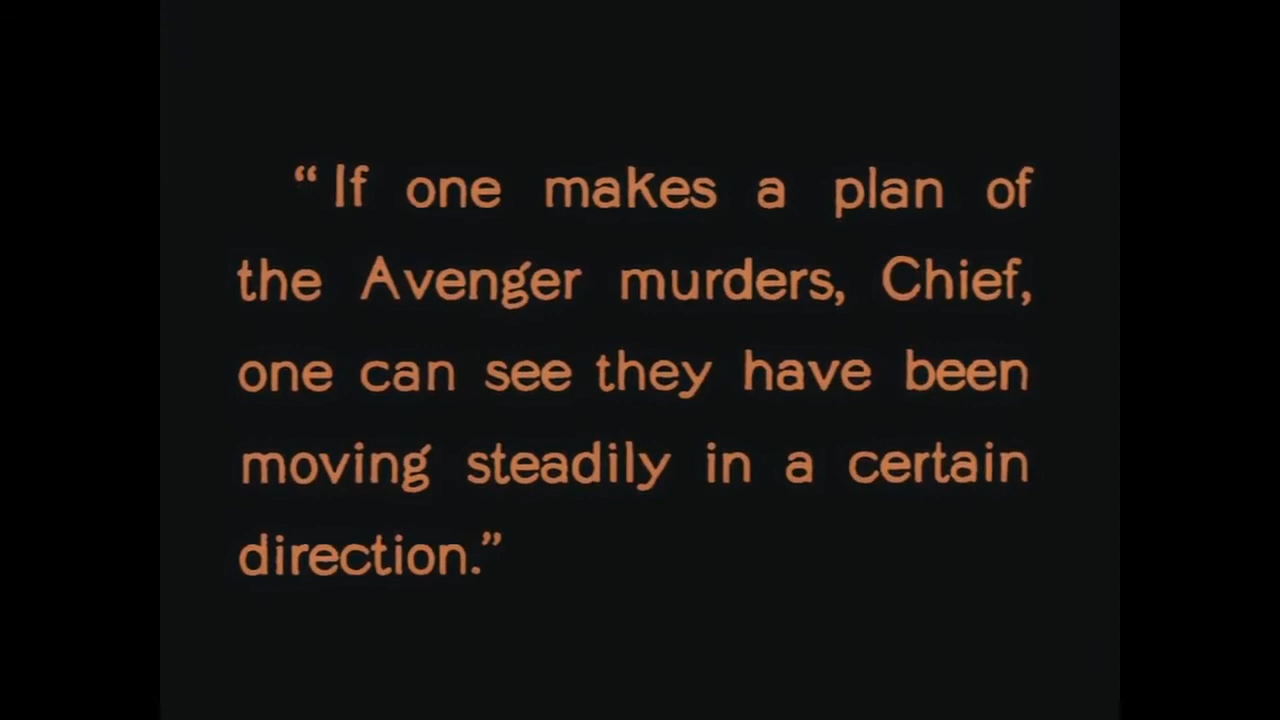 “If one makes a plan of
the Avenger murders, Chief,
one can see they have been
moving steadily in a certain
direction.”